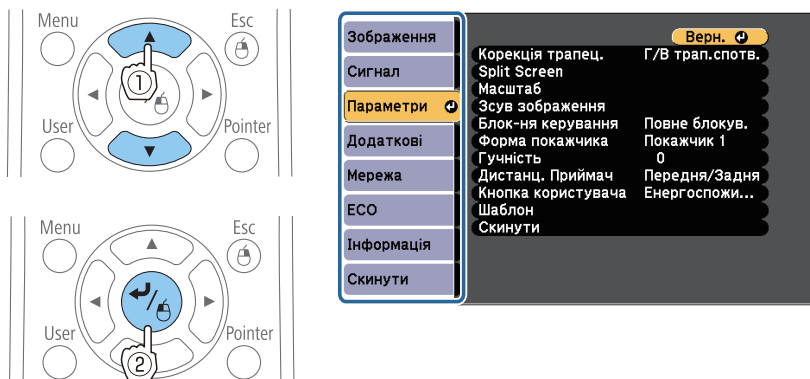 Menu
Esc
①
User
Pointer
Menu
Esc
User
Pointer
②
Зображення
Сигнал
Параметри
Додаткові
Мережа
ECO
Інформація
Скинути
Верн.
Корекція трапец. Г/В трап.спотв.
Split Screen
Масштаб
Зсув зображення
Блок-ня керування Повне блокув.
Форма покажчика Покажчик 1
Гучність 0
Дистанц. Приймач Передня/Задня
Кнопка користувача Енергоспожи...
Шаблон
Скинути